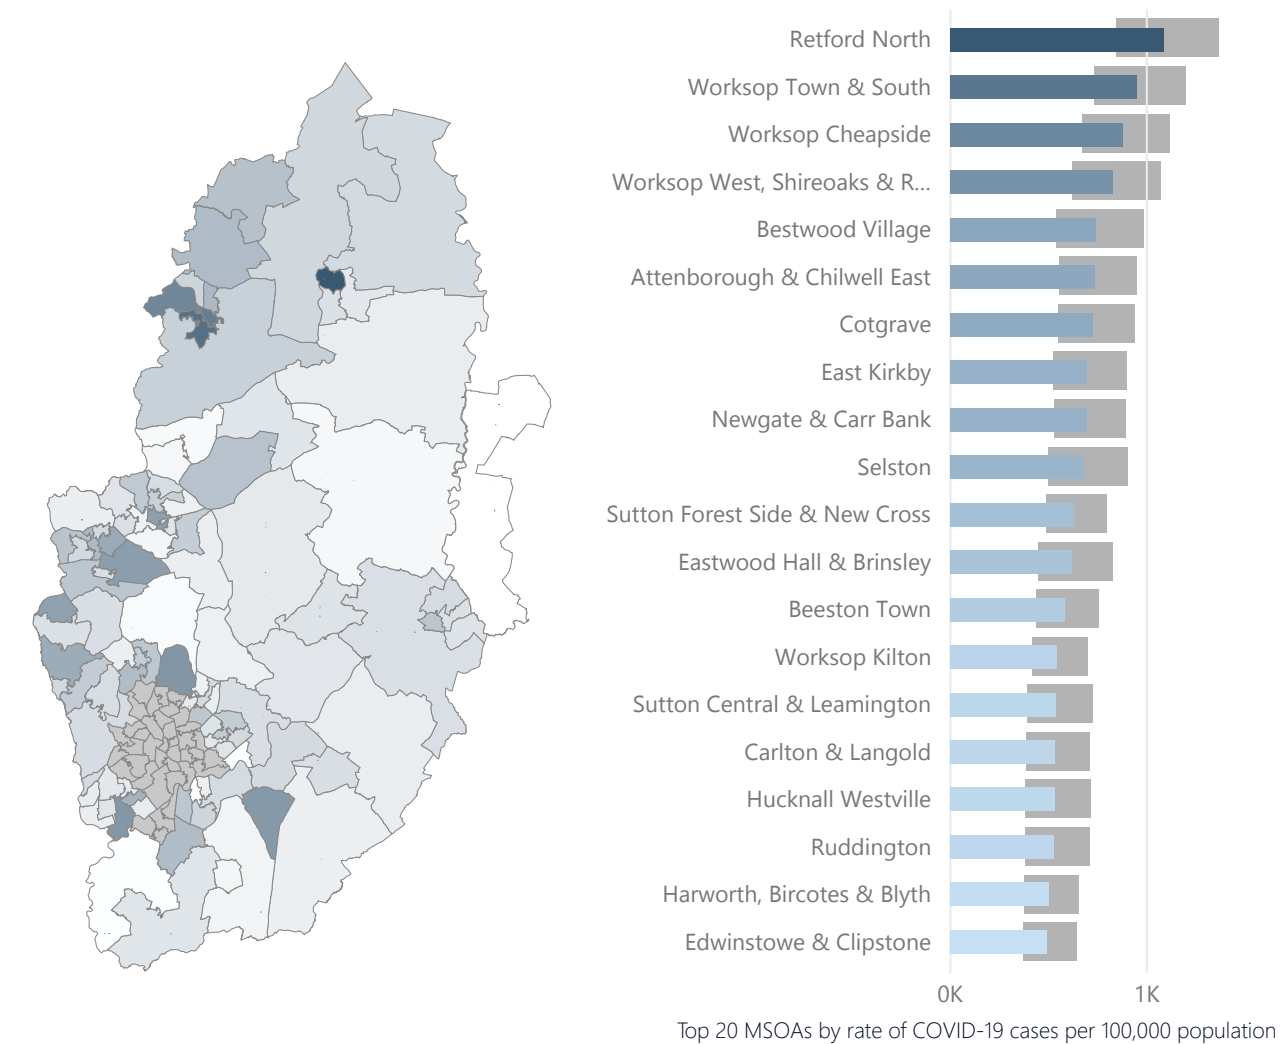 Retford North
Worksop Town & South
Worksop Cheapside
Worksop West, Shireoaks & R...
Bestwood Village
Attenborough & Chilwell East
Cotgrave
East Kirkby
Newgate & Carr Bank
Selston
Sutton Forest Side & New Cross
Eastwood Hall & Brinsley
Beeston Town
Worksop Kilton
Sutton Central & Leamington
Carlton & Langold
Hucknall Westville
Ruddington
Harworth, Bircotes & Blyth
Edwinstowe & Clipstone
0K 1K
Top 20 MSOAs by rate of COVID-19 cases per 100,000 population